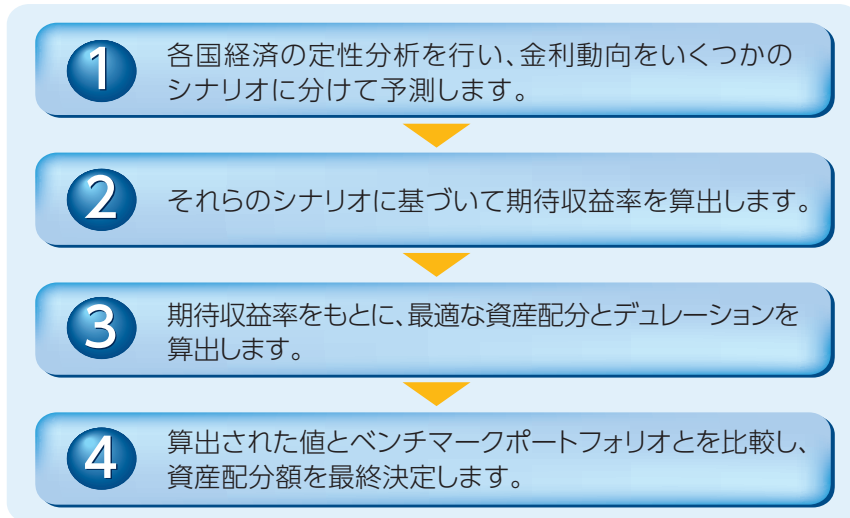 1
各国経済の定性分析を行い、金利動向をいくつかの
シナリオに分けて予測します。
2
それらのシナリオに基づいて期待収益率を算出します。
3
期待収益率をもとに、最適な資産配分とデュレーションを
算出します。
4
算出された値とベンチマークポートフォリオとを比較し、
資産配分額を最終決定します。